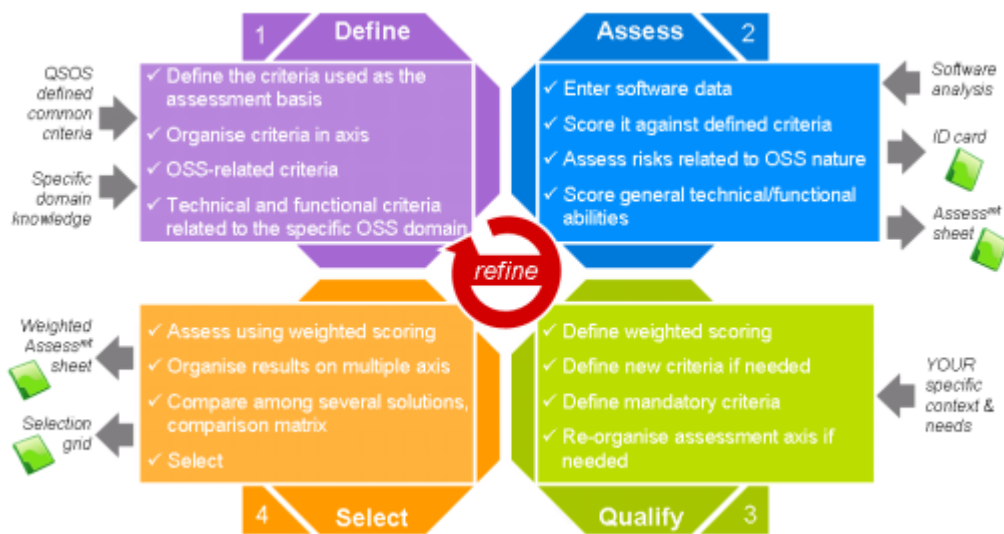 1 Define
QSOS
defined
common
criteria
Specific
domain
knowledge
✓ Define the criteria used as the
assessment basis
✓ Organise criteria in axis
✓ OSS-related criteria
✓ Technical and functional criteria
related to the specific OSS domain
Assess 2
✓ Enter software data
✓ Score it against defined criteria
✓ Assess risks related to OSS nature
✓ Score general technical/functional
abilities
Software
analysis
ID card
Assessᵐᵗ
sheet
refine
Weighted
Assessᵐᵗ
sheet
Selection
grid
✓ Assess using weighted scoring
✓ Organise results on multiple axis
✓ Compare among several solutions,
comparison matrix
✓ Select
4 Select
✓ Define weighted scoring
✓ Define new criteria if needed
✓ Define mandatory criteria
✓ Re-organise assessment axis if
needed
YOUR
specific
context &
needs
Qualify 3